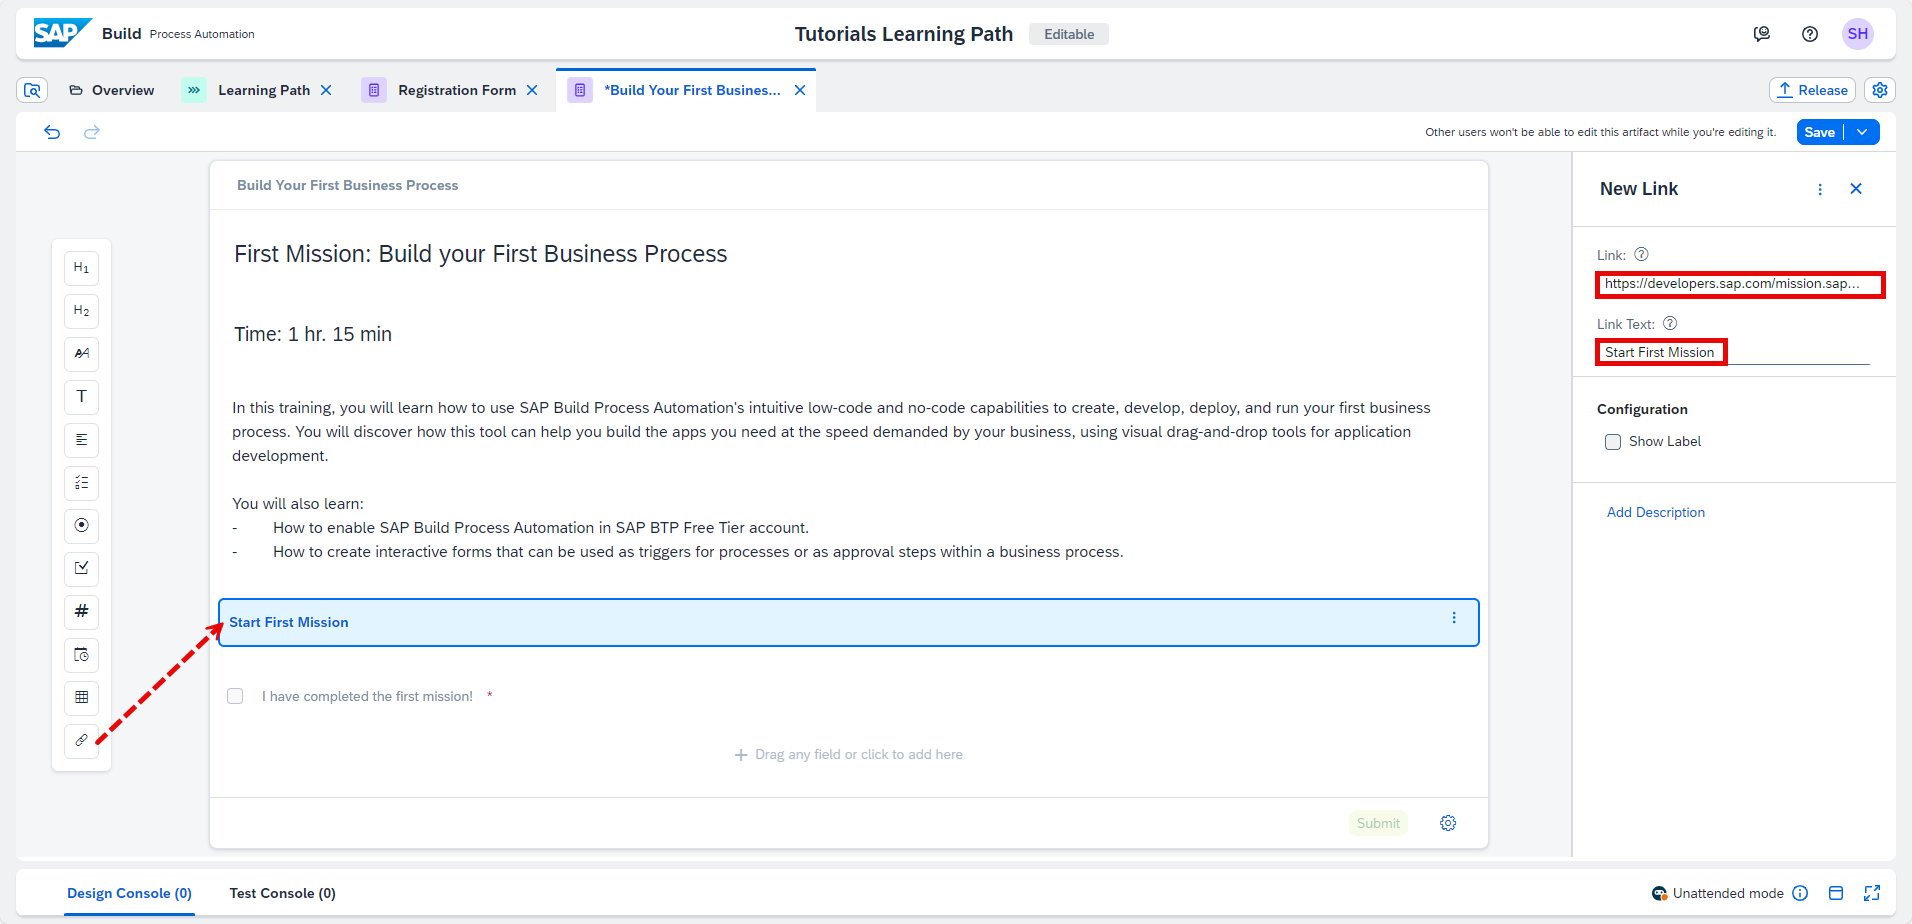 SAP Build Process Automation
Tutorials Learning Path Editable
SH
Overview
Learning Path
Registration Form
*Build Your First Busines...
Release
Other users won't be able to edit this artifact while you're editing it.
Save
Build Your First Business Process
First Mission: Build your First Business Process
Time: 1 hr. 15 min
In this training, you will learn how to use SAP Build Process Automation's intuitive low-code and no-code capabilities to create, develop, deploy, and run your first business
process. You will discover how this tool can help you build the apps you need at the speed demanded by your business, using visual drag-and-drop tools for application
development.
You will also learn:
- How to enable SAP Build Process Automation in SAP BTP Free Tier account.
- How to create interactive forms that can be used as triggers for processes or as approval steps within a business process.
Start First Mission
I have completed the first mission! *
Drag any field or click to add here
Submit
H1
H2
AA
T
#
New Link
Link:
https://developers.sap.com/mission.sap...
Link Text:
Start First Mission
Configuration
Show Label
Add Description
Design Console (0)
Test Console (0)
Unattended mode